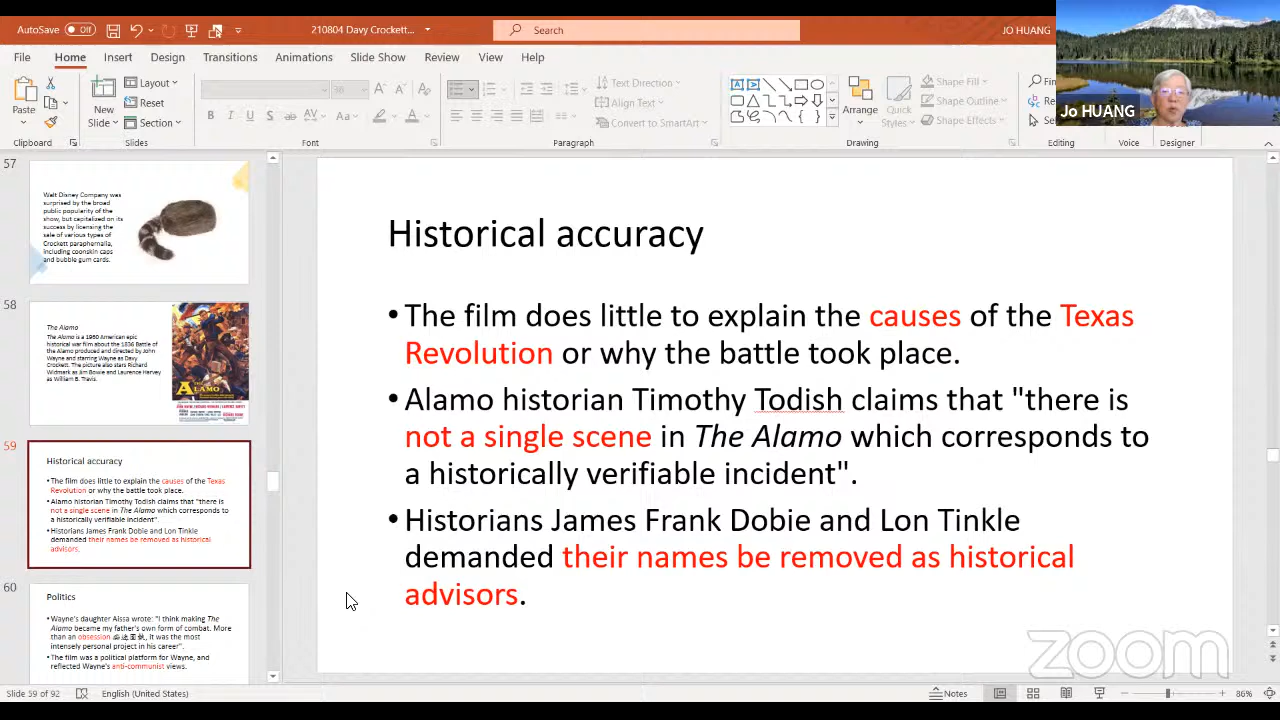 AutoSave Off
210804 Davy Crockett...
Search
JO HUANG
File Home Insert Design Transitions Animations Slide Show Review View Help
Paste
New
Slide
Layout
Reset
Section
Text Direction
Align Text
Convert to SmartArt
Arrange
Quick
Styles
Shape Fill
Shape Outline
Shape Effects
Jo HUANG
Clipboard Slides Font Paragraph Drawing Editing Voice Designer
57
Walt Disney Company was
surprised by the broad
public popularity of the
show, but capitalized on its
success by licensing the
sale of various types of
Crockett paraphernalia,
including coonskin caps
and bubble gum cards.
58
The Alamo
The Alamo is a 1960 American epic
historical war film about the 1836 Battle of
the Alamo produced and directed by John
Wayne and starring Wayne as Davy
Crockett. The picture also stars Richard
Widmark as Jim Bowie and Laurence Harvey
as William B. Travis.
59
Historical accuracy
The film does little to explain the causes of the Texas
Revolution or why the battle took place.
Alamo historian Timothy Todish claims that "there is
not a single scene in The Alamo which corresponds to
a historically verifiable incident".
Historians James Frank Dobie and Lon Tinkle
demanded their names be removed as historical
advisors.
60
Politics
Wayne's daughter Aissa wrote: "I think making The
Alamo became my father's own form of combat. More
than an obsession it was the most
intensely personal project in his career".
The film was a political platform for Wayne, and
reflected Wayne's anti-communist views.
Historical accuracy
• The film does little to explain the causes of the Texas
Revolution or why the battle took place.
• Alamo historian Timothy Todish claims that "there is
not a single scene in The Alamo which corresponds to
a historically verifiable incident".
• Historians James Frank Dobie and Lon Tinkle
demanded their names be removed as historical
advisors.
zoom
Slide 59 of 92 English (United States) Notes 86%